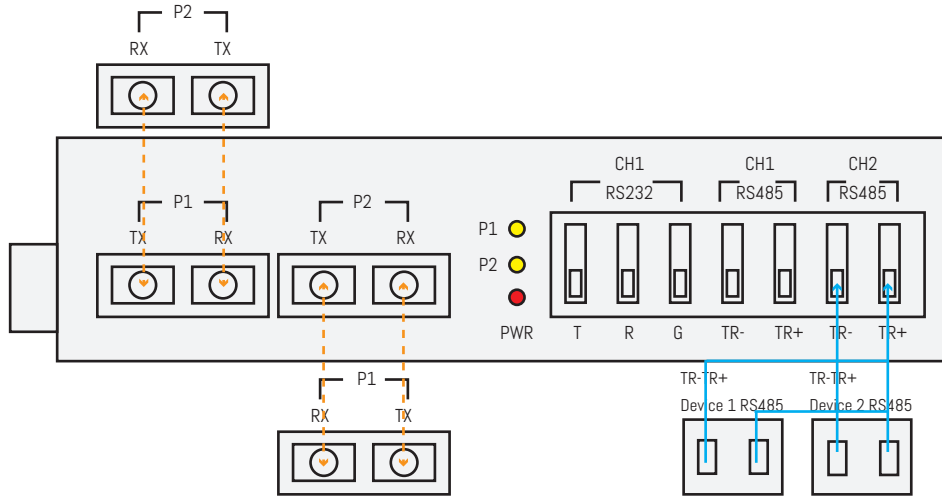 P2
RX TX
CH1 CH1 CH2
RS232 RS485 RS485
P1 P2
TX RX TX RX
P1
P2
PWR T R G TR- TR+ TR- TR+
P1
RX TX
TR-TR+ TR-TR+
Device 1 RS485 Device 2 RS485